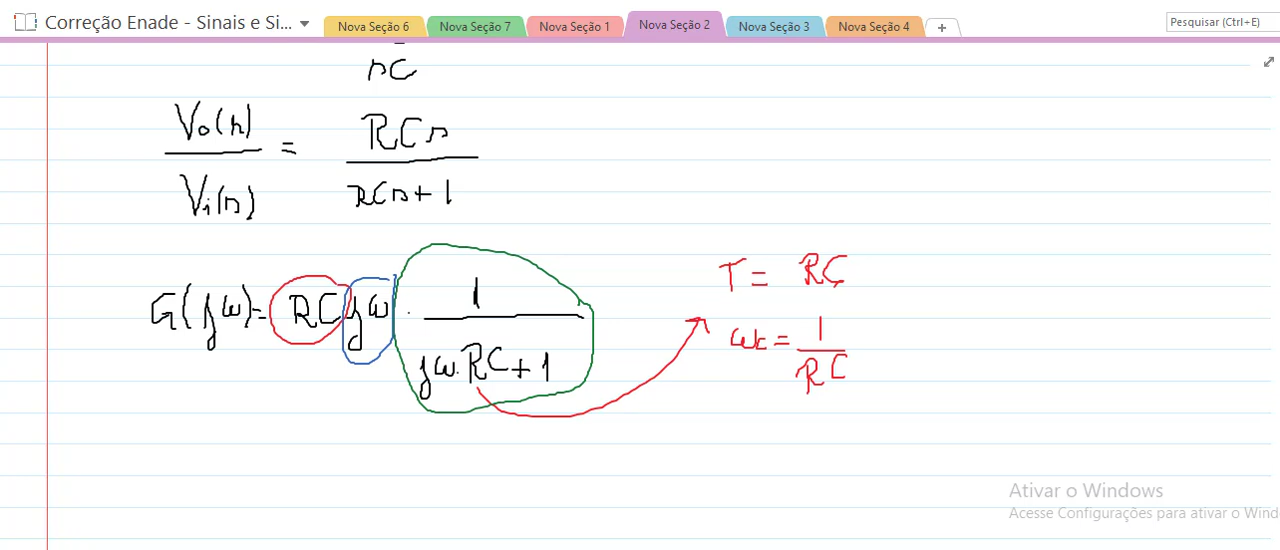 Correção Enade - Sinais e Si...
Nova Seção 6
Nova Seção 7
Nova Seção 1
Nova Seção 2
Nova Seção 3
Nova Seção 4
+
Pesquisar (Ctrl+E)
sC
Vo(s)
Vi(s)
=
RCs
RCs + 1
G(jω) = RC jω · 1
jω. RC + 1
T = RC
ωc = 1
RC
Ativar o Windows
Acesse Configurações para ativar o Wind